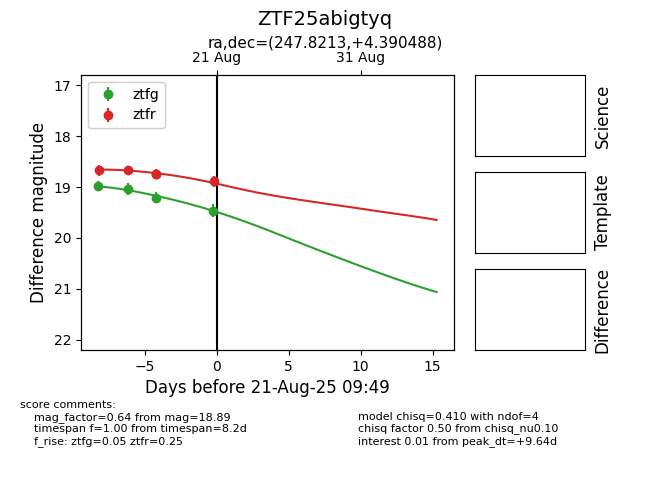 ZTF25abigtyq
ra,dec=(247.8213,+4.390488)
21 Aug
31 Aug
17
18
19
20
21
22
Difference magnitude
ztfg
ztfr
−5
0
5
10
15
Days before 21-Aug-25 09:49
Science
Template
Difference
score comments:
mag_factor=0.64 from mag=18.89
timespan f=1.00 from timespan=8.2d
f_rise: ztfg=0.05 ztfr=0.25
model chisq=0.410 with ndof=4
chisq factor 0.50 from chisq_nu0.10
interest 0.01 from peak_dt=+9.64d